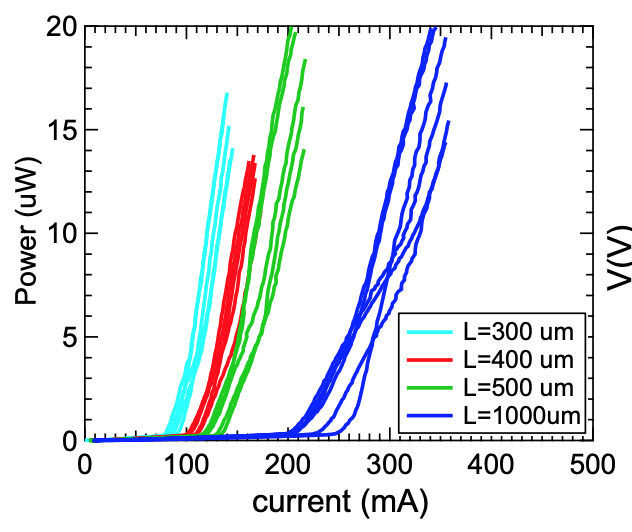 20
15
10
5
0
Power (uW)
V(V)
L=300 um
L=400 um
L=500 um
L=1000um
0 100 200 300 400 500
current (mA)